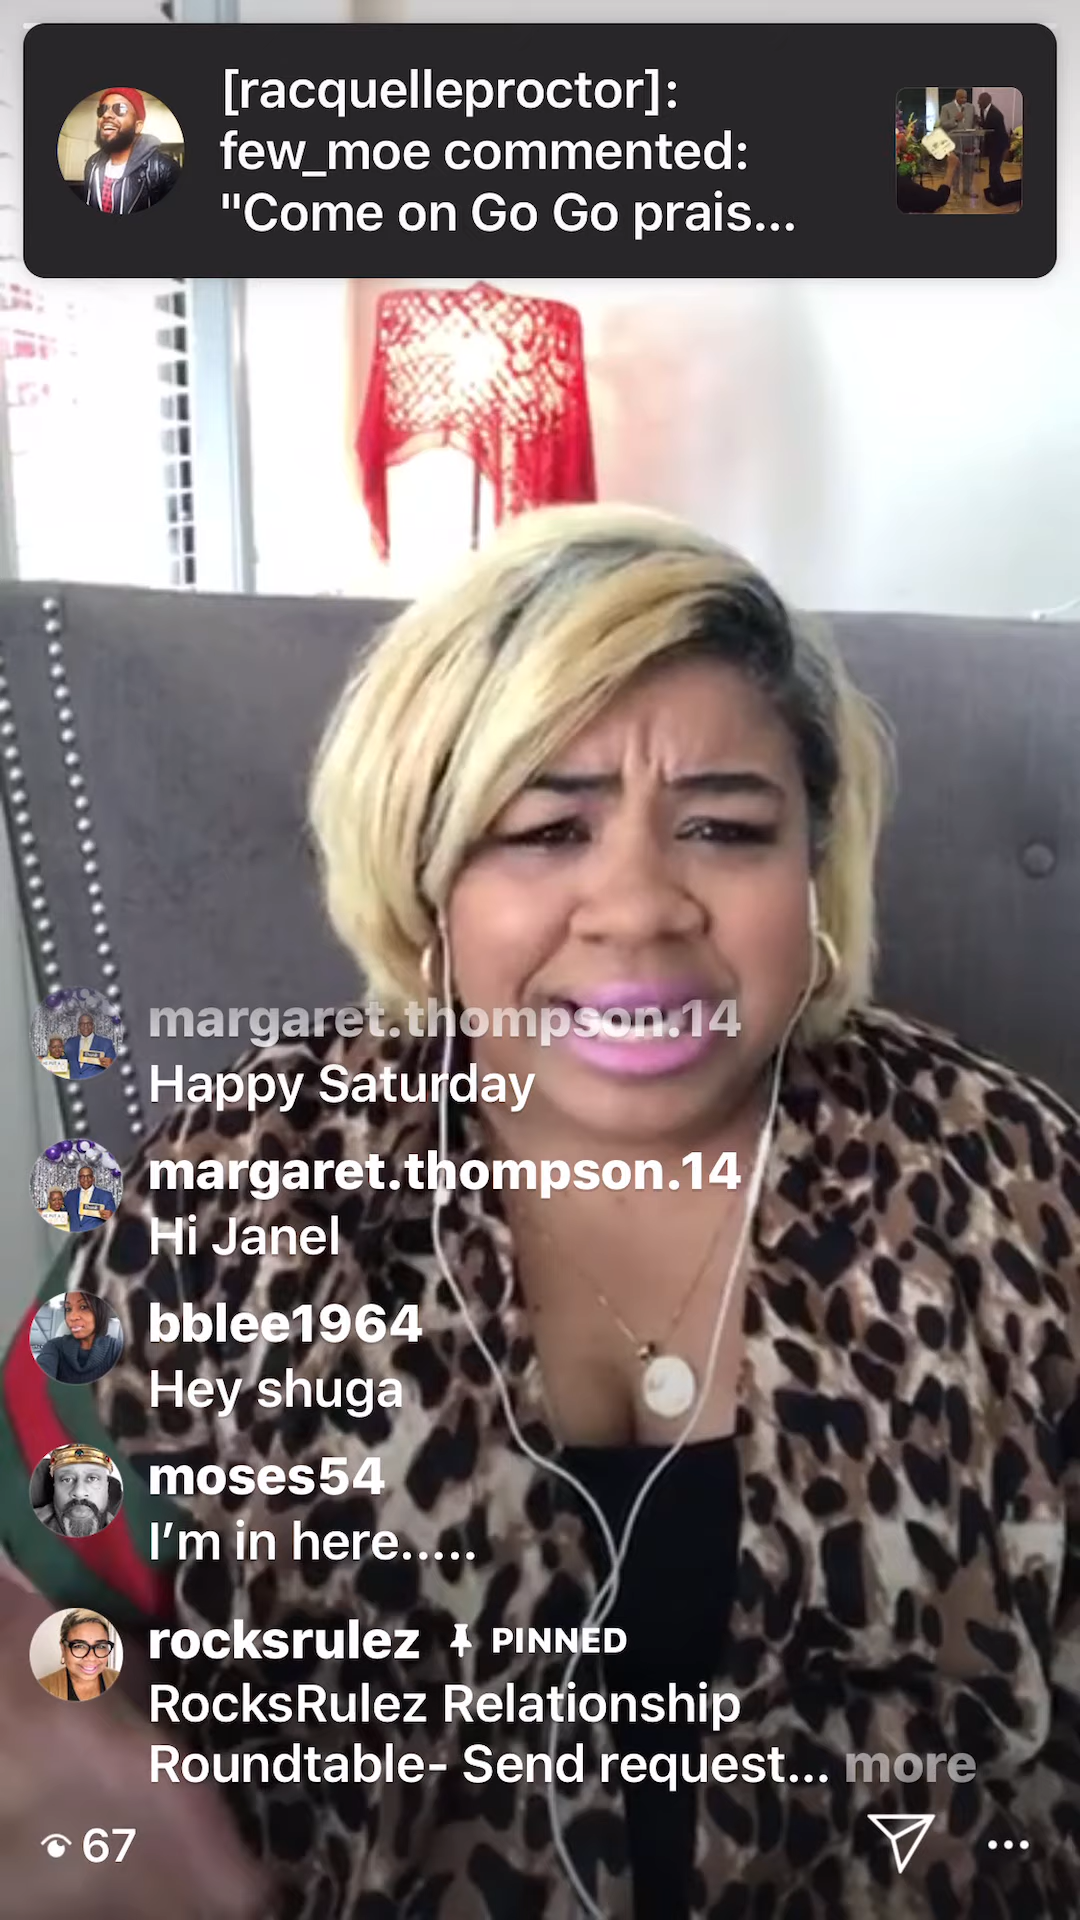 [racquelleproctor]:
few_moe commented:
"Come on Go Go prais...
margaret.thompson.14
Happy Saturday
margaret.thompson.14
Hi Janel
bblee1964
Hey shuga
moses54
I’m in here.....
rocksrulez PINNED
RocksRulez Relationship
Roundtable- Send request... more
67